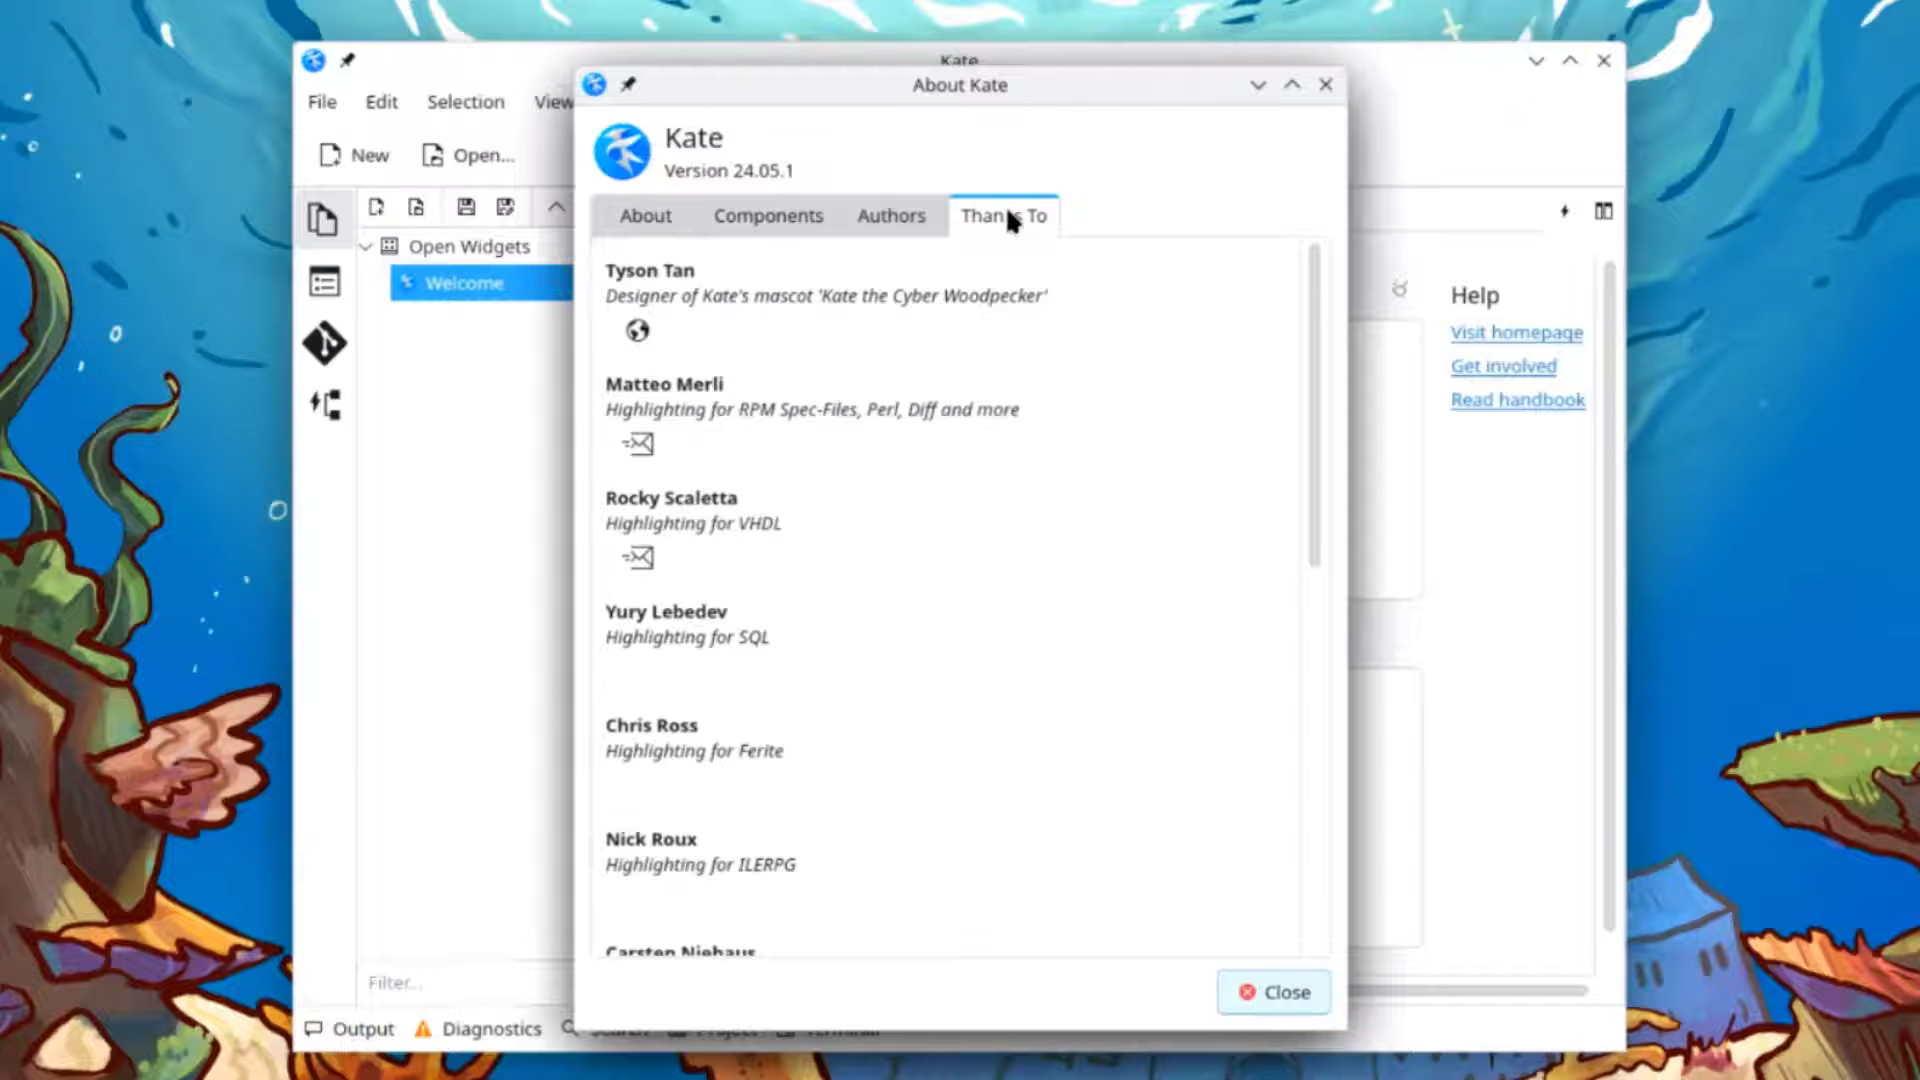 Kate
File Edit Selection View
New Open...
Open Widgets
Welcome
Filter...
Output Diagnostics
About Kate
Kate
Version 24.05.1
About Components Authors Thanks To
Tyson Tan
Designer of Kate's mascot 'Kate the Cyber Woodpecker'
Matteo Merli
Highlighting for RPM Spec-Files, Perl, Diff and more
Rocky Scaletta
Highlighting for VHDL
Yury Lebedev
Highlighting for SQL
Chris Ross
Highlighting for Ferite
Nick Roux
Highlighting for ILERPG
Carsten Niehaus
Close
Help
Visit homepage
Get involved
Read handbook